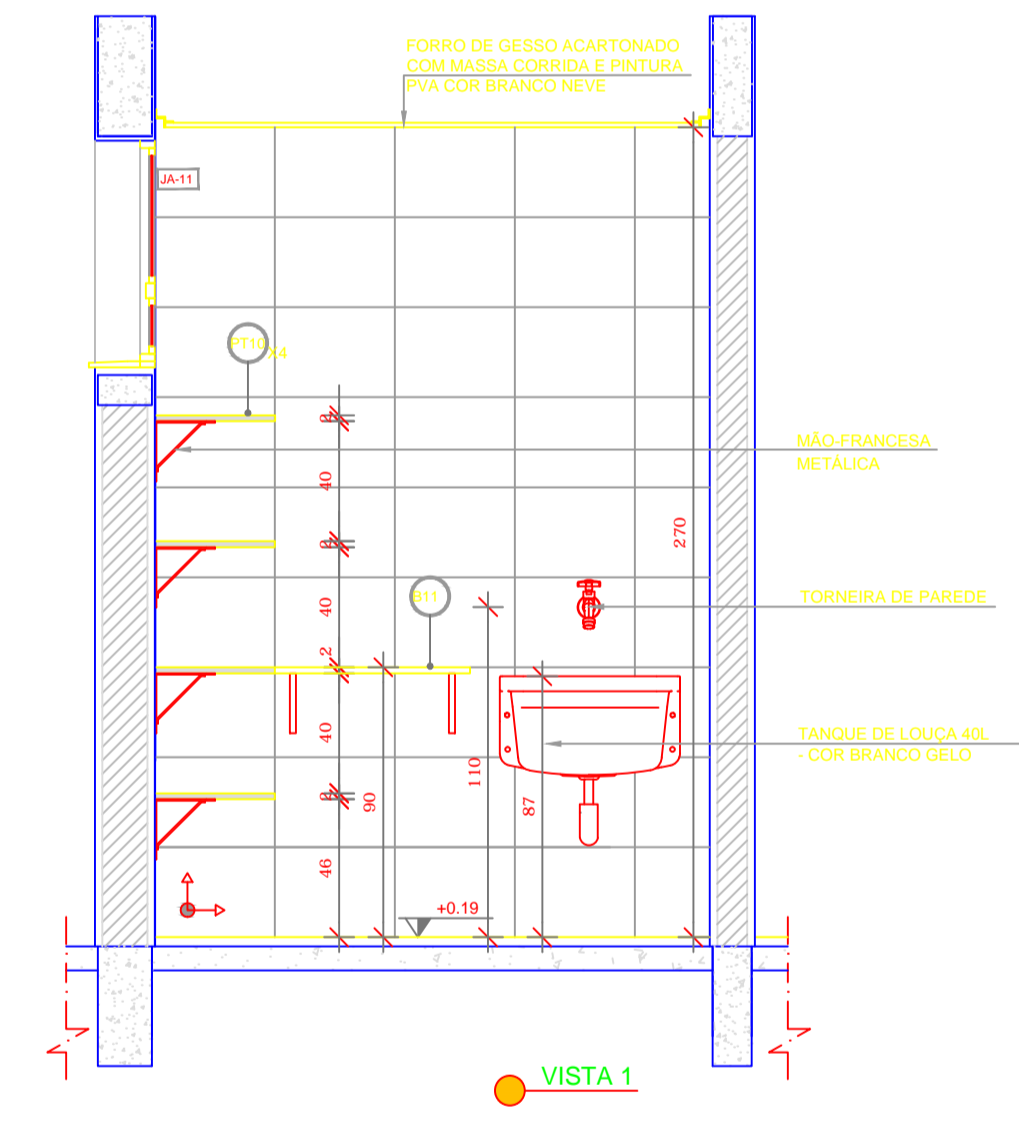 FORRO DE GESSO ACARTONADO
COM MASSA CORRIDA E PINTURA
PVA COR BRANCO NEVE
JA-11
PT10
X4
2
MÃO-FRANCESA
METÁLICA
40
270
2
B11
TORNEIRA DE PAREDE
40
2
TANQUE DE LOUÇA 40L
- COR BRANCO GELO
40
110
2
90
87
46
+0.19
VISTA 1